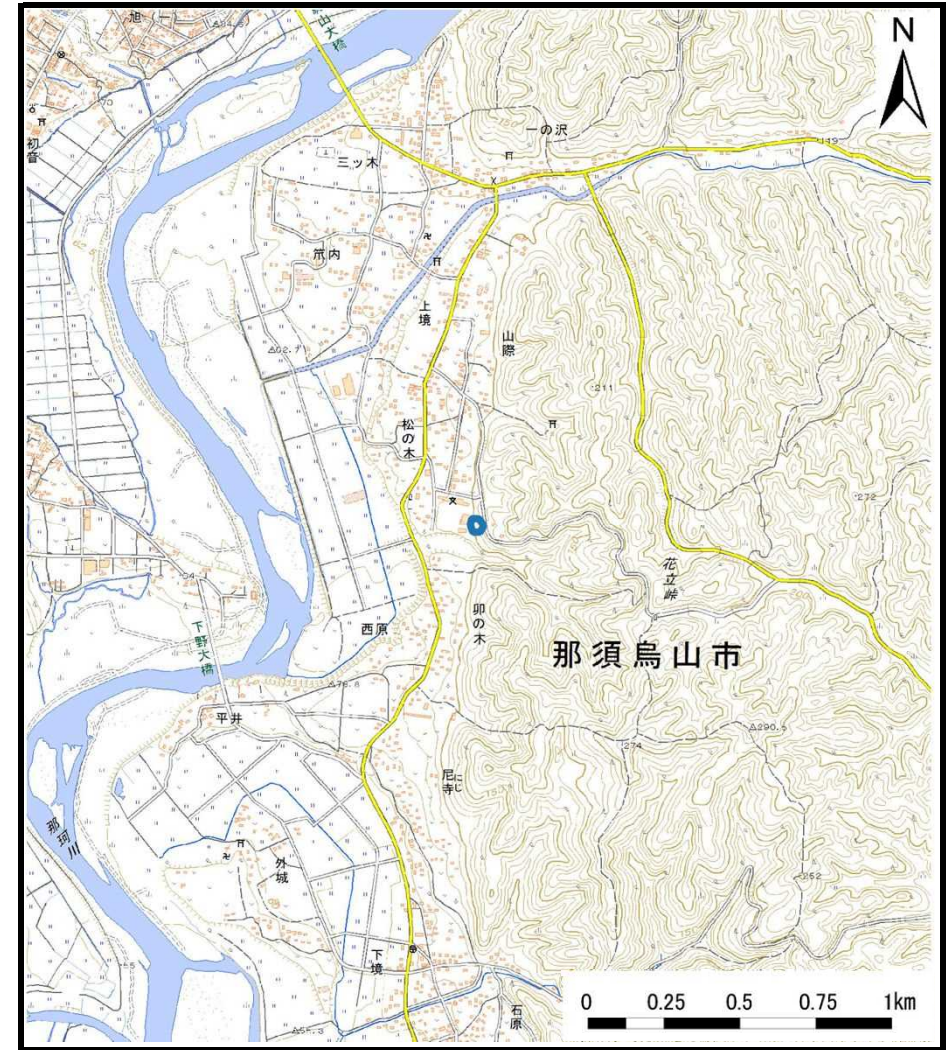 旭
山大橋
N
初音
一の沢
三ッ木
上境
山際
211
松の木
272
花立峠
卯の木
西原
下野大橋
那須烏山市
平井
290.5
274
尼寺
にじ
那珂川
外城
252
下境
石原
0 0.25 0.5 0.75 1km